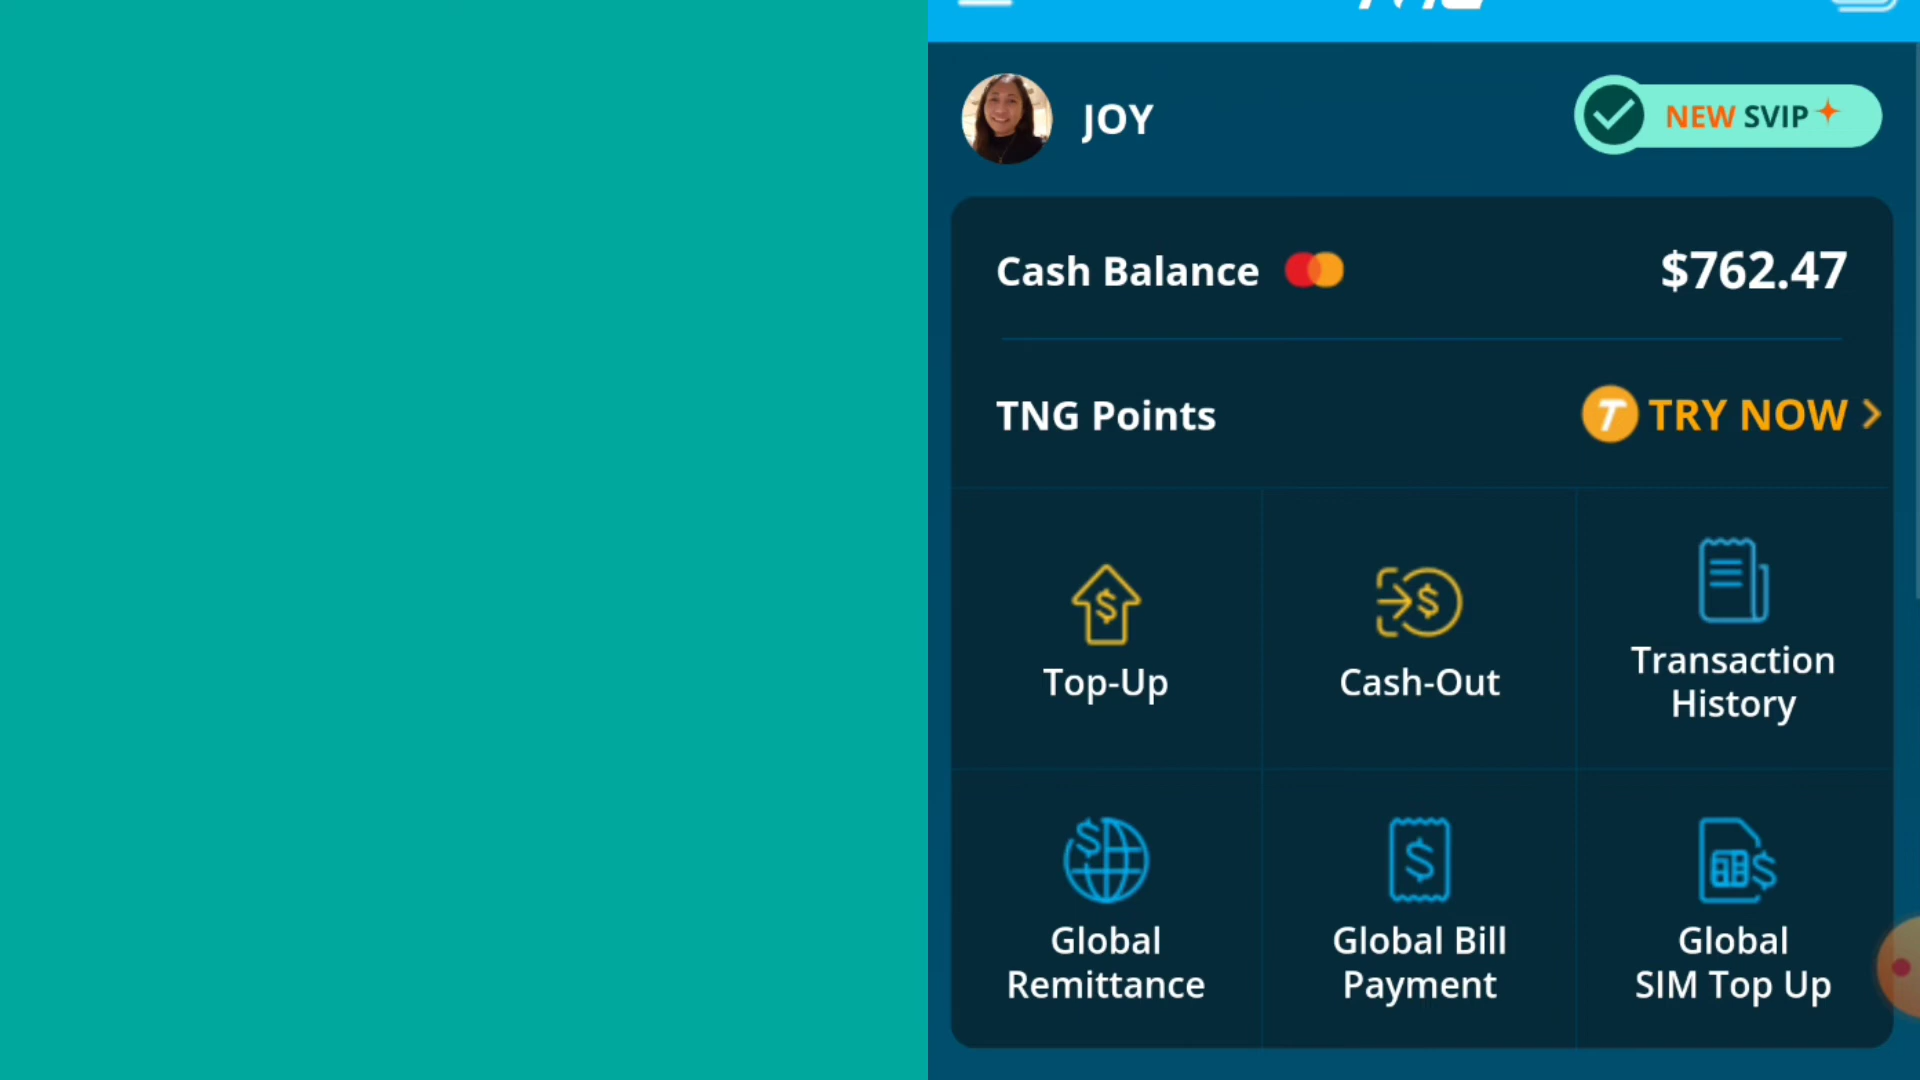 JOY
NEW SVIP
Cash Balance
$762.47
TNG Points
T TRY NOW
Top-Up
Cash-Out
Transaction
History
Global
Remittance
Global Bill
Payment
Global
SIM Top Up